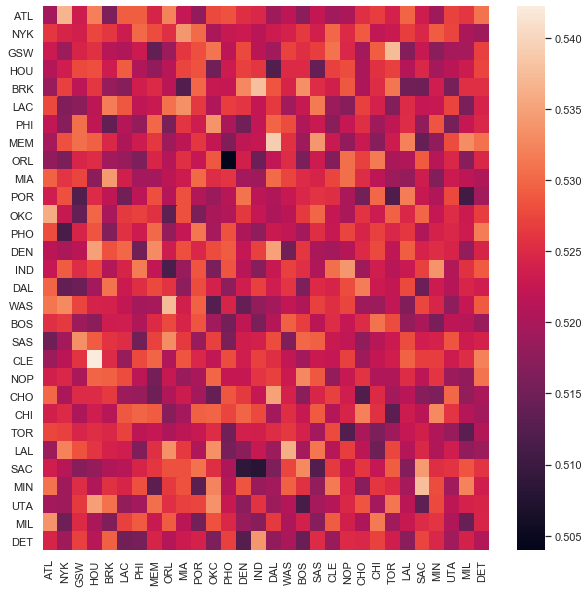 ATL
NYK
GSW
HOU
BRK
LAC
PHI
MEM
ORL
MIA
POR
OKC
PHO
DEN
IND
DAL
WAS
BOS
SAS
CLE
NOP
CHO
CHI
TOR
LAL
SAC
MIN
UTA
MIL
DET
ATL NYK GSW HOU BRK LAC PHI MEM ORL MIA POR OKC PHO DEN IND DAL WAS BOS SAS CLE NOP CHO CHI TOR LAL SAC MIN UTA MIL DET
0.540
0.535
0.530
0.525
0.520
0.515
0.510
0.505